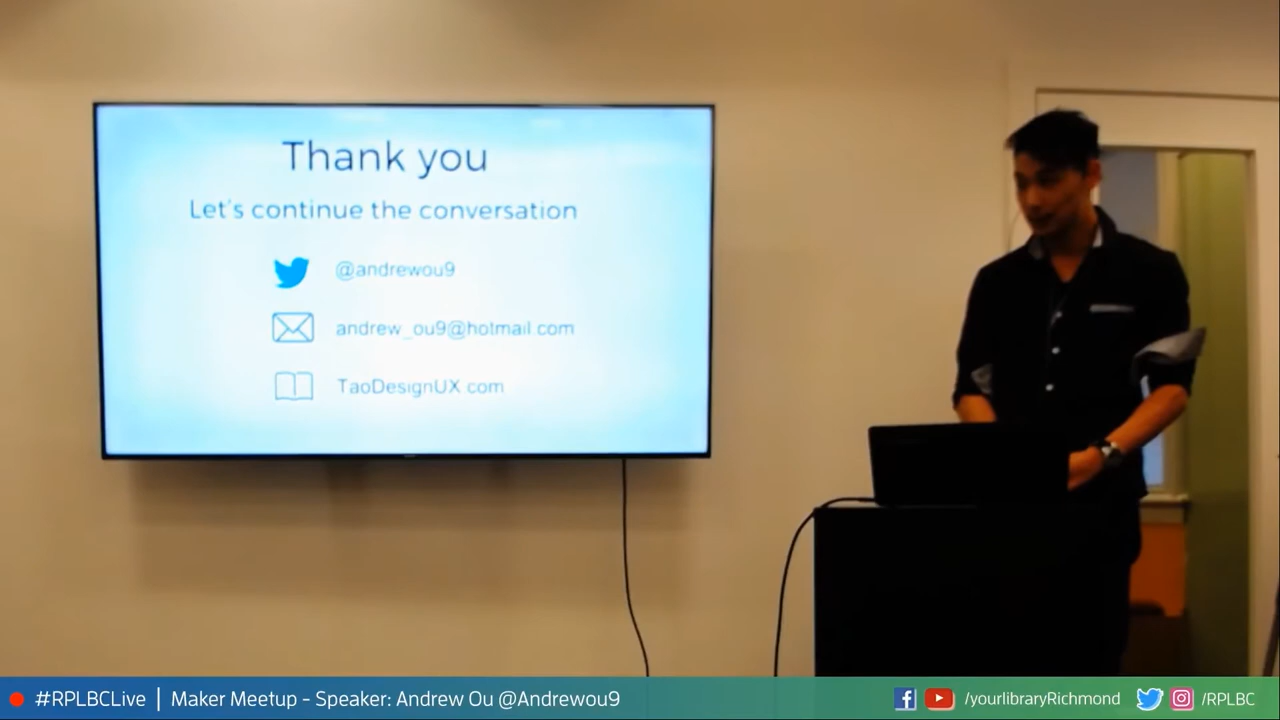 Thank you
Let's continue the conversation
@andrewou9
andrew_ou9@hotmail.com
TaoDesignUX.com
#RPLBCLive | Maker Meetup - Speaker: Andrew Ou @Andrewou9
/yourlibraryRichmond
/RPLBC